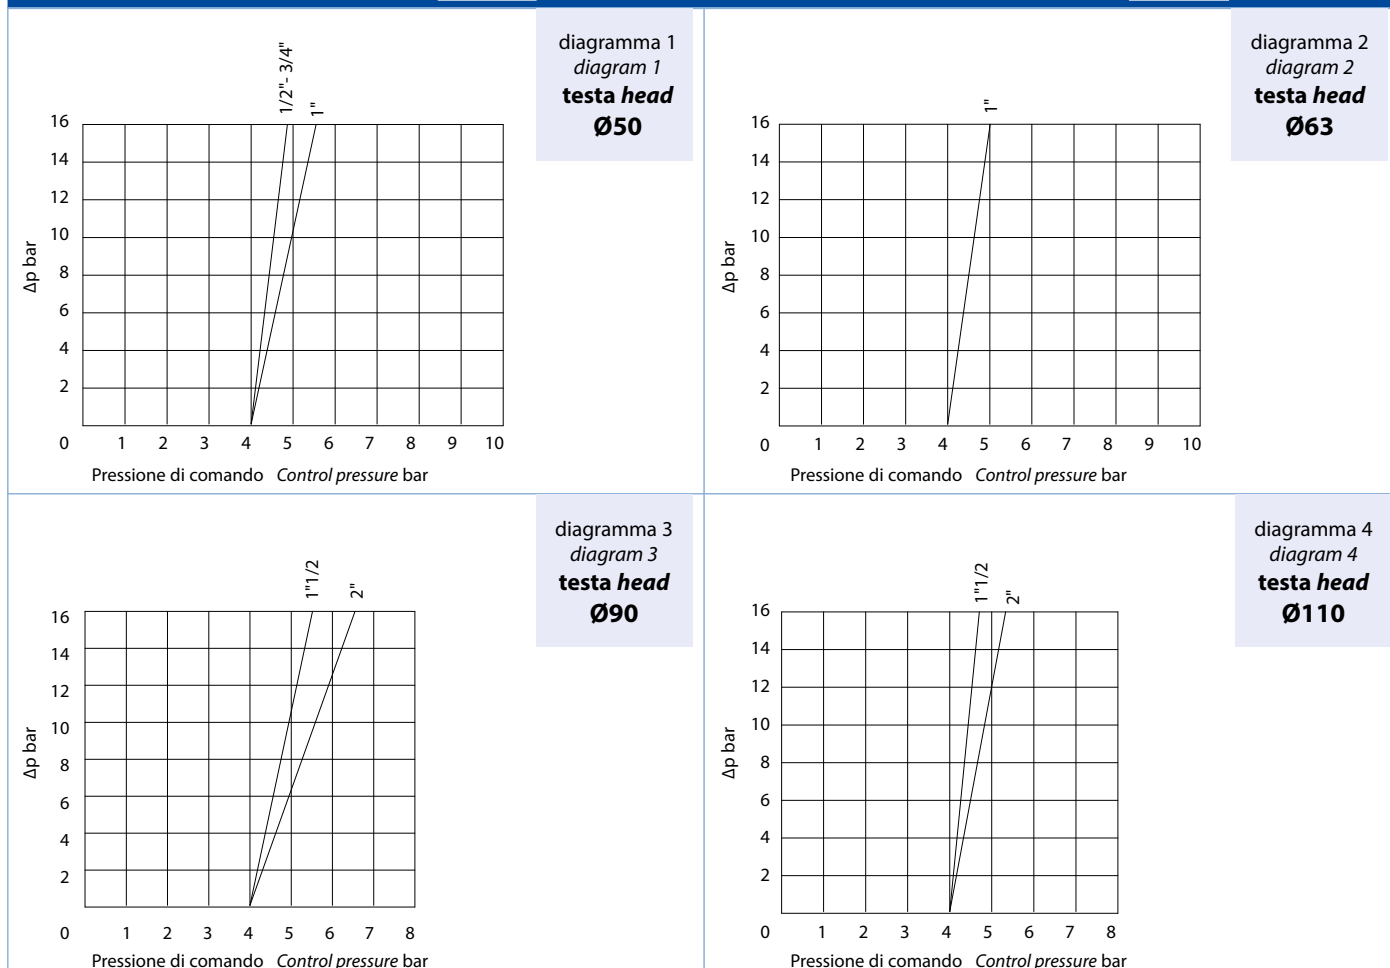 diagramma 1
diagram 1
testa head
Ø50
1/2"- 3/4"
1"
16
14
12
10
8
6
4
2
Δp bar
0 1 2 3 4 5 6 7 8 9 10
Pressione di comando Control pressure bar
diagramma 2
diagram 2
testa head
Ø63
1"
16
14
12
10
8
6
4
2
Δp bar
0 1 2 3 4 5 6 7 8 9 10
Pressione di comando Control pressure bar
diagramma 3
diagram 3
testa head
Ø90
1"1/2
2"
16
14
12
10
8
6
4
2
Δp bar
0 1 2 3 4 5 6 7 8
Pressione di comando Control pressure bar
diagramma 4
diagram 4
testa head
Ø110
1"1/2
2"
16
14
12
10
8
6
4
2
Δp bar
0 1 2 3 4 5 6 7 8
Pressione di comando Control pressure bar